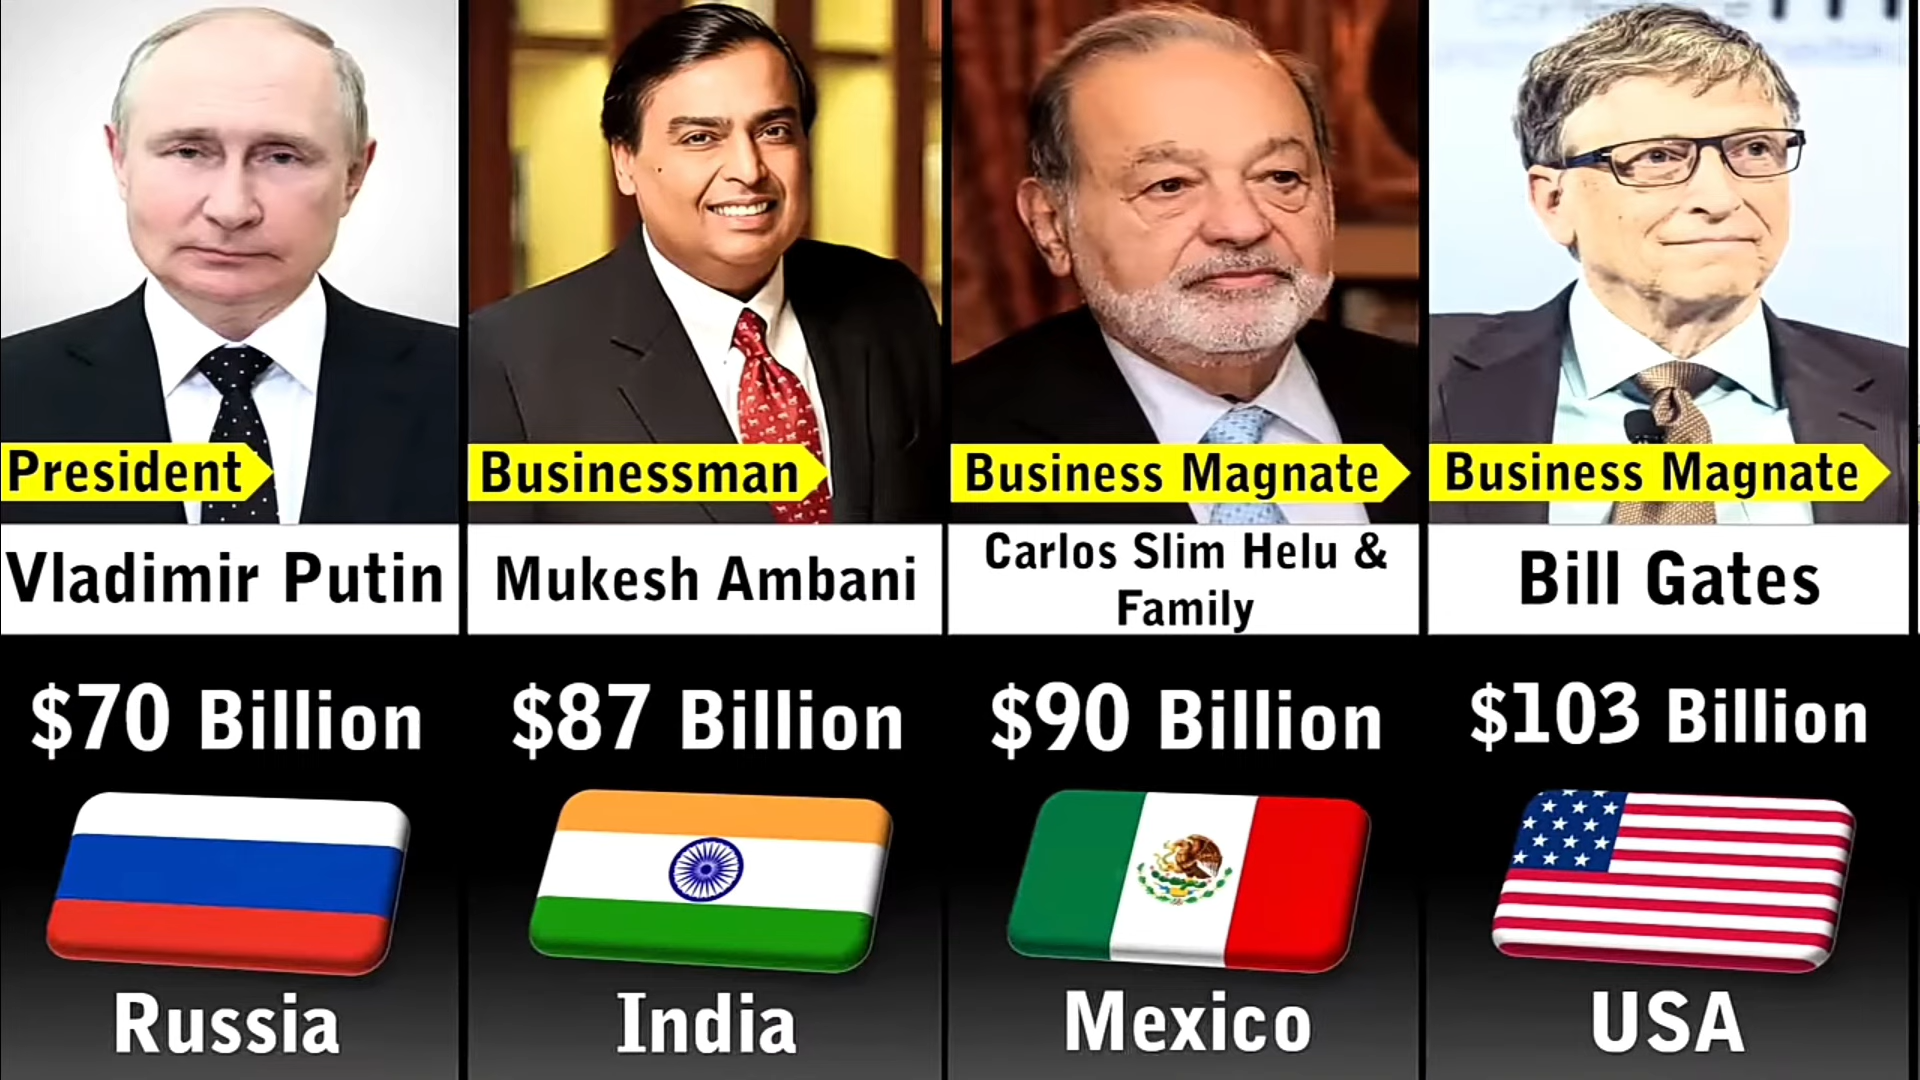 President
Businessman
Business Magnate
Business Magnate
Vladimir Putin
Mukesh Ambani
Carlos Slim Helu &
Family
Bill Gates
$70 Billion
$87 Billion
$90 Billion
$103 Billion
Russia
India
Mexico
USA